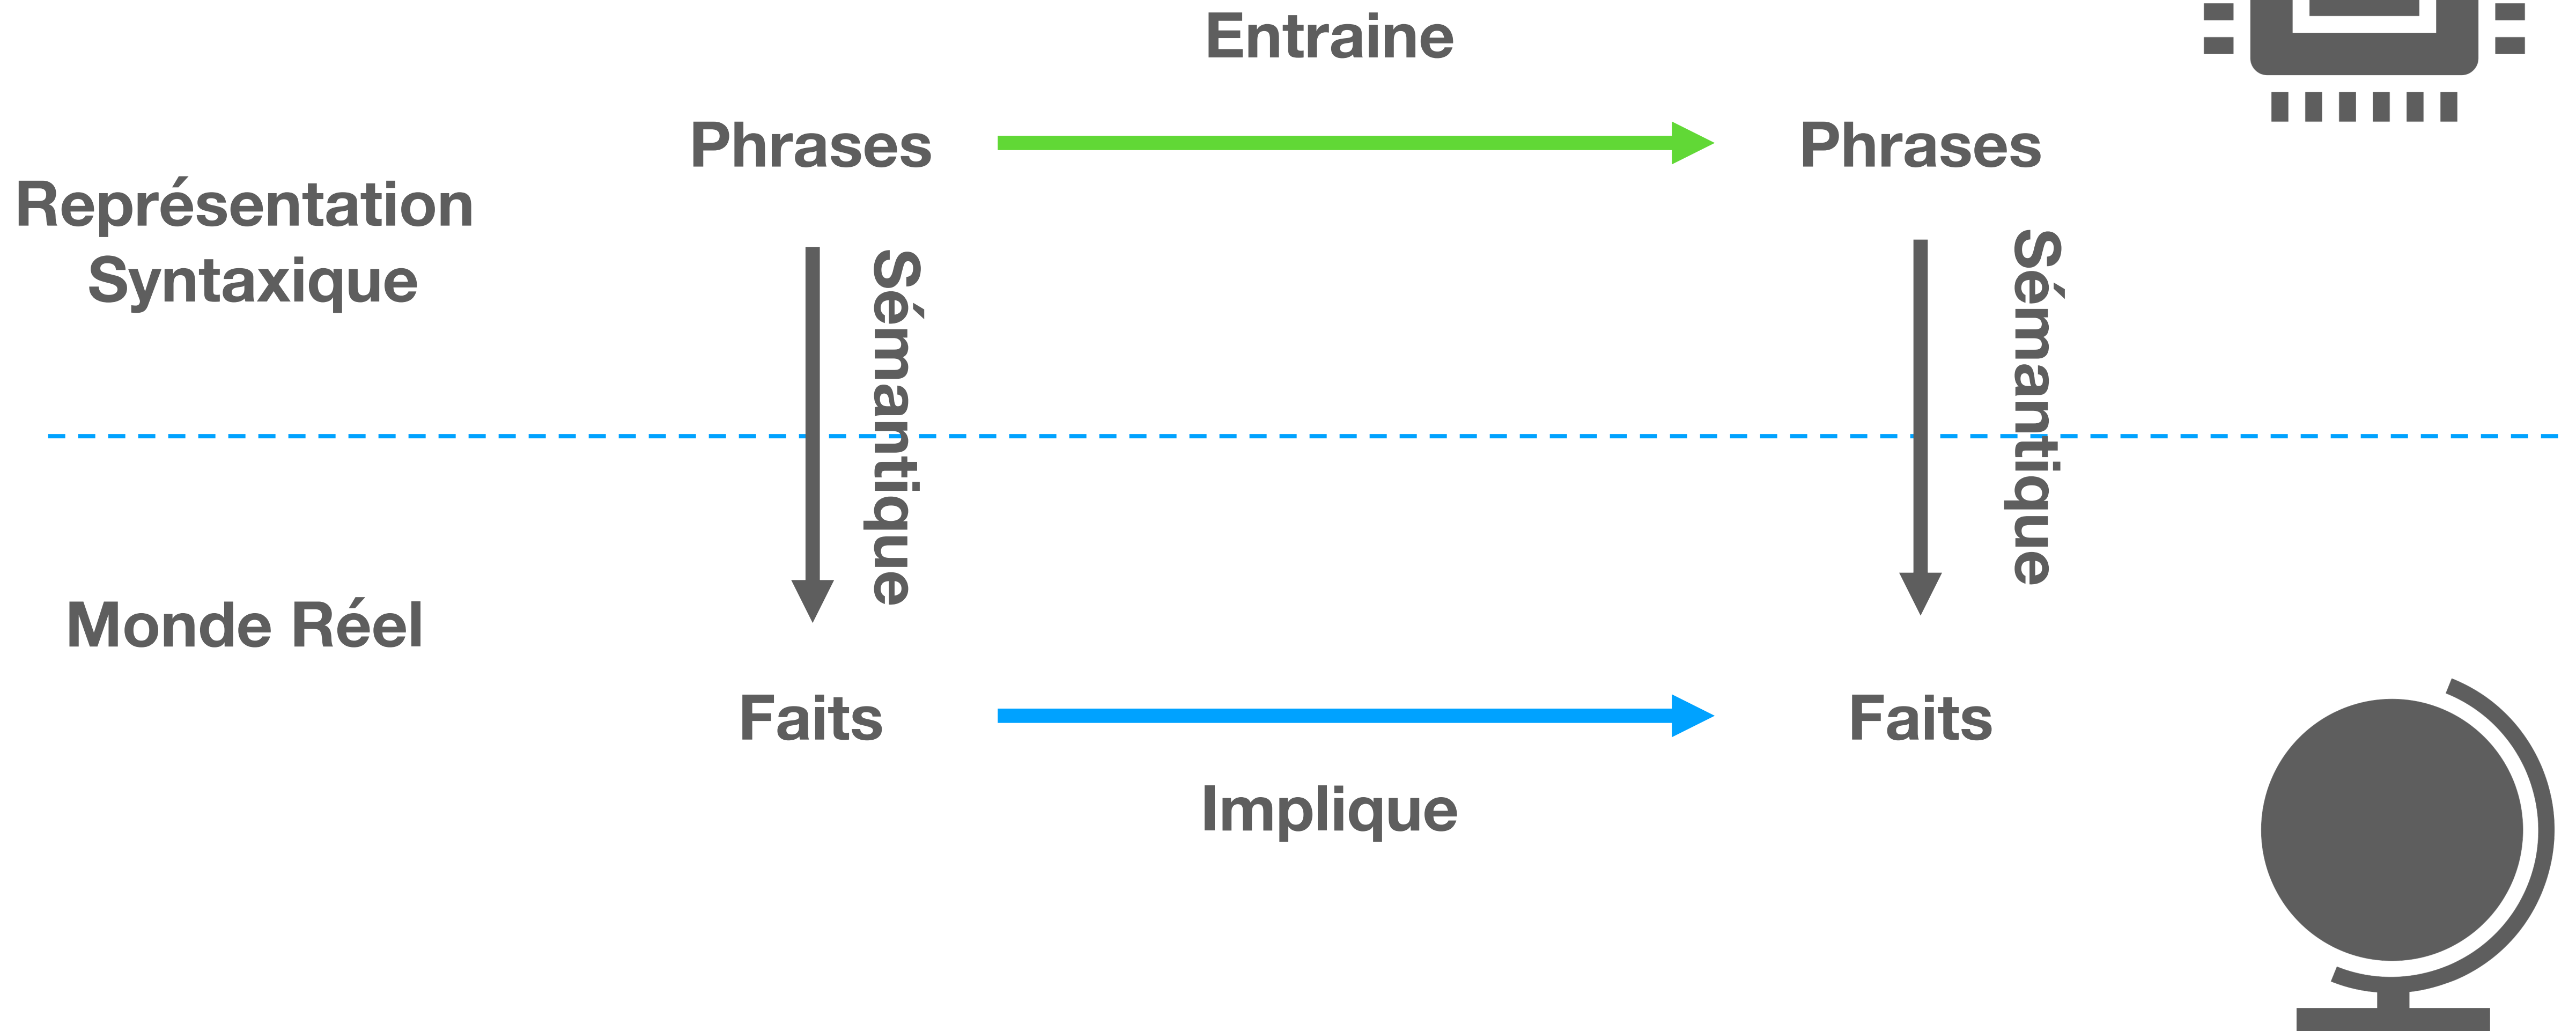 Entraine
Phrases
Phrases
Représentation
Syntaxique
Sémantique
Sémantique
Monde Réel
Faits
Faits
Implique